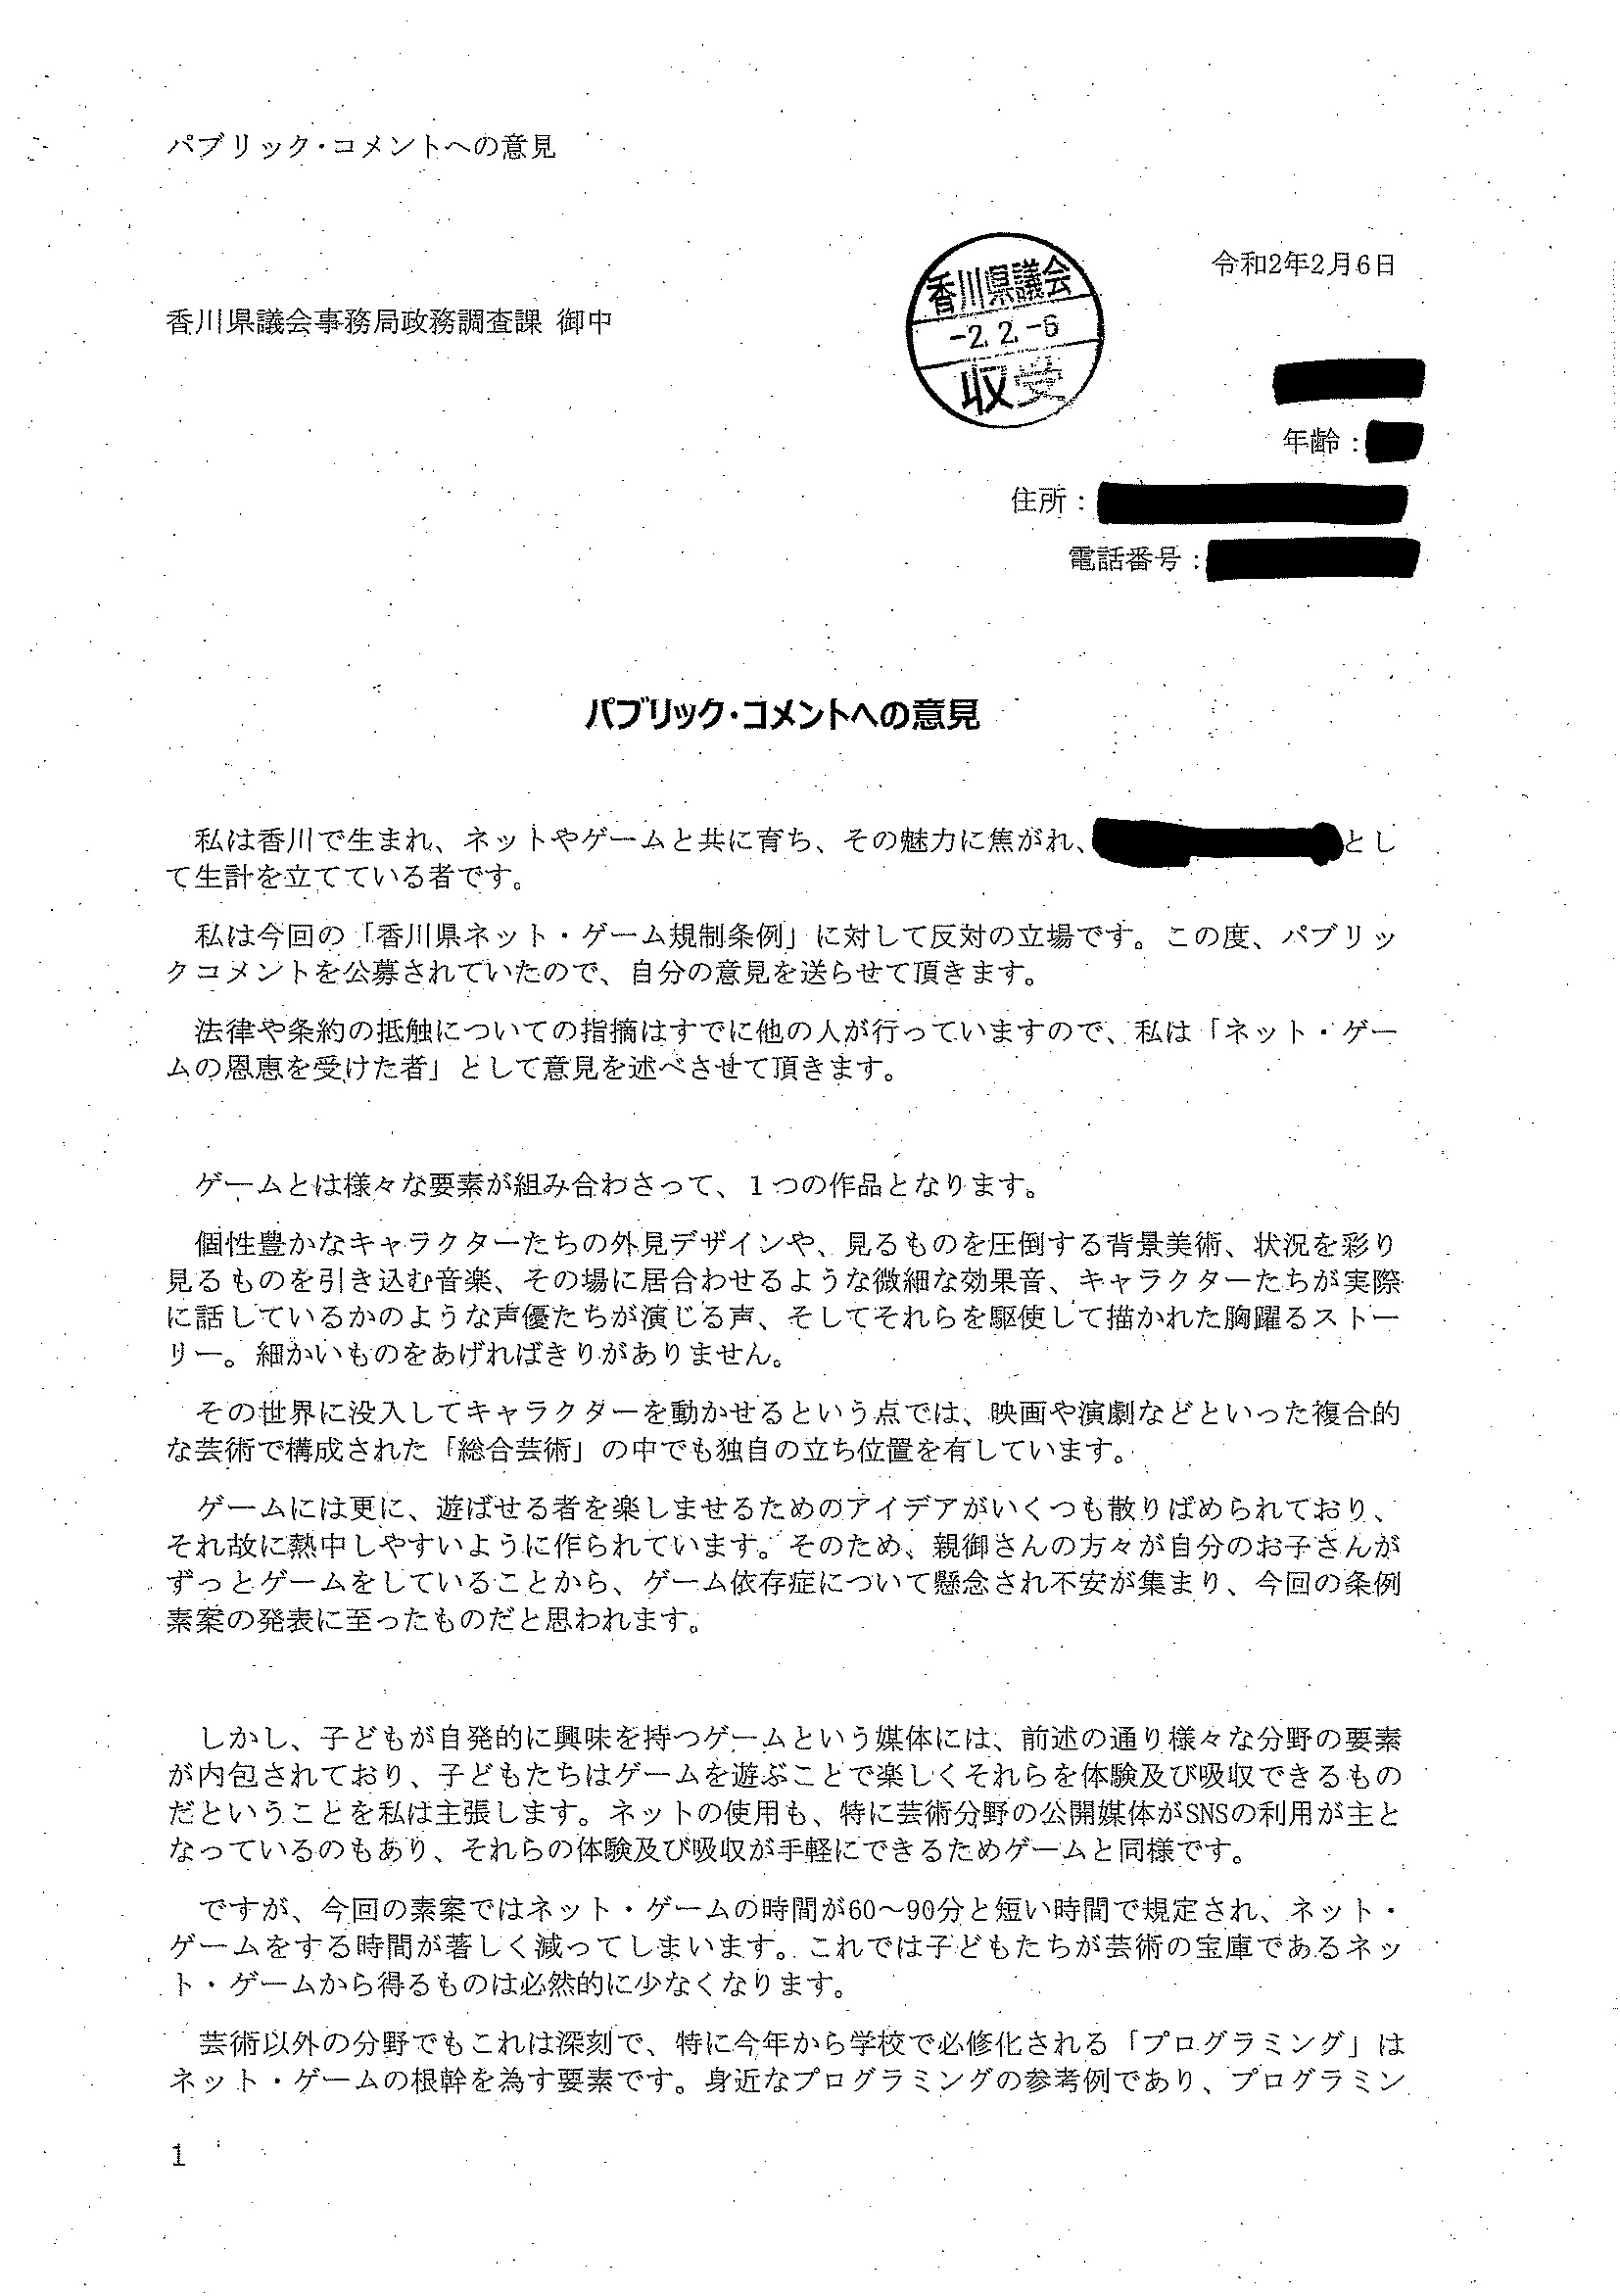 パブリック・コメントへの意見
令和2年2月6日
香川県議会
-2.2.-6
収受
香川県議会事務局政務調査課 御中
年齢：
住所：
電話番号：
パブリック・コメントへの意見
私は香川で生まれ、ネットやゲームと共に育ち、その魅力に焦がれ、とし
て生計を立てている者です。
私は今回の「香川県ネット・ゲーム規制条例」に対して反対の立場です。この度、パブリッ
クコメントを公募されていたので、自分の意見を送らせて頂きます。
法律や条約の抵触についての指摘はすでに他の人が行っていますので、私は「ネット・ゲー
ムの恩恵を受けた者」として意見を述べさせて頂きます。
ゲームとは様々な要素が組み合わさって、1つの作品となります。
個性豊かなキャラクターたちの外見デザインや、見るものを圧倒する背景美術、状況を彩り
見るものを引き込む音楽、その場に居合わせるような微細な効果音、キャラクターたちが実際
に話しているかのような声優たちが演じる声、そしてそれらを駆使して描かれた胸躍るストー
リー。細かいものをあげればきりがありません。
その世界に没入してキャラクターを動かせるという点では、映画や演劇などといった複合的
な芸術で構成された「総合芸術」の中でも独自の立ち位置を有しています。
ゲームには更に、遊ばせる者を楽しませるためのアイデアがいくつも散りばめられており、
それ故に熱中しやすいように作られています。そのため、親御さんの方々が自分のお子さんが
ずっとゲームをしていることから、ゲーム依存症について懸念され不安が集まり、今回の条例
素案の発表に至ったものだと思われます。
しかし、子どもが自発的に興味を持つゲームという媒体には、前述の通り様々な分野の要素
が内包されており、子どもたちはゲームを遊ぶことで楽しくそれらを体験及び吸収できるもの
だということを私は主張します。ネットの使用も、特に芸術分野の公開媒体がSNSの利用が主と
なっているのもあり、それらの体験及び吸収が手軽にできるためゲームと同様です。
ですが、今回の素案ではネット・ゲームの時間が60～90分と短い時間で規定され、ネット・
ゲームをする時間が著しく減ってしまいます。これでは子どもたちが芸術の宝庫であるネッ
ト・ゲームから得るものは必然的に少なくなります。
芸術以外の分野でもこれは深刻で、特に今年から学校で必修化される「プログラミング」は
ネット・ゲームの根幹を為す要素です。身近なプログラミングの参考例であり、プログラミン
1